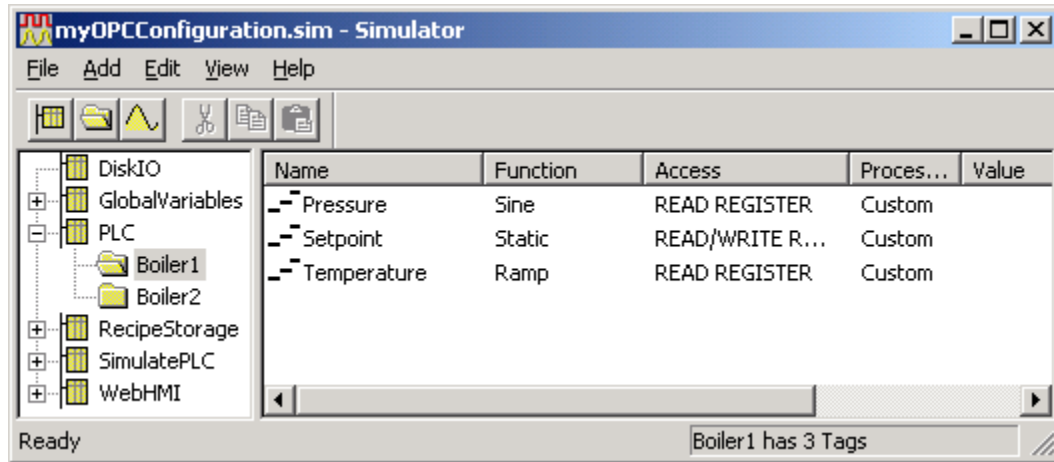 myOPCConfiguration.sim - Simulator
File Add Edit View Help
DiskIO
GlobalVariables
PLC
Boiler1
Boiler2
RecipeStorage
SimulatePLC
WebHMI
Name Function Access Proces... Value
Pressure Sine READ REGISTER Custom
Setpoint Static READ/WRITE R... Custom
Temperature Ramp READ REGISTER Custom
Ready Boiler1 has 3 Tags